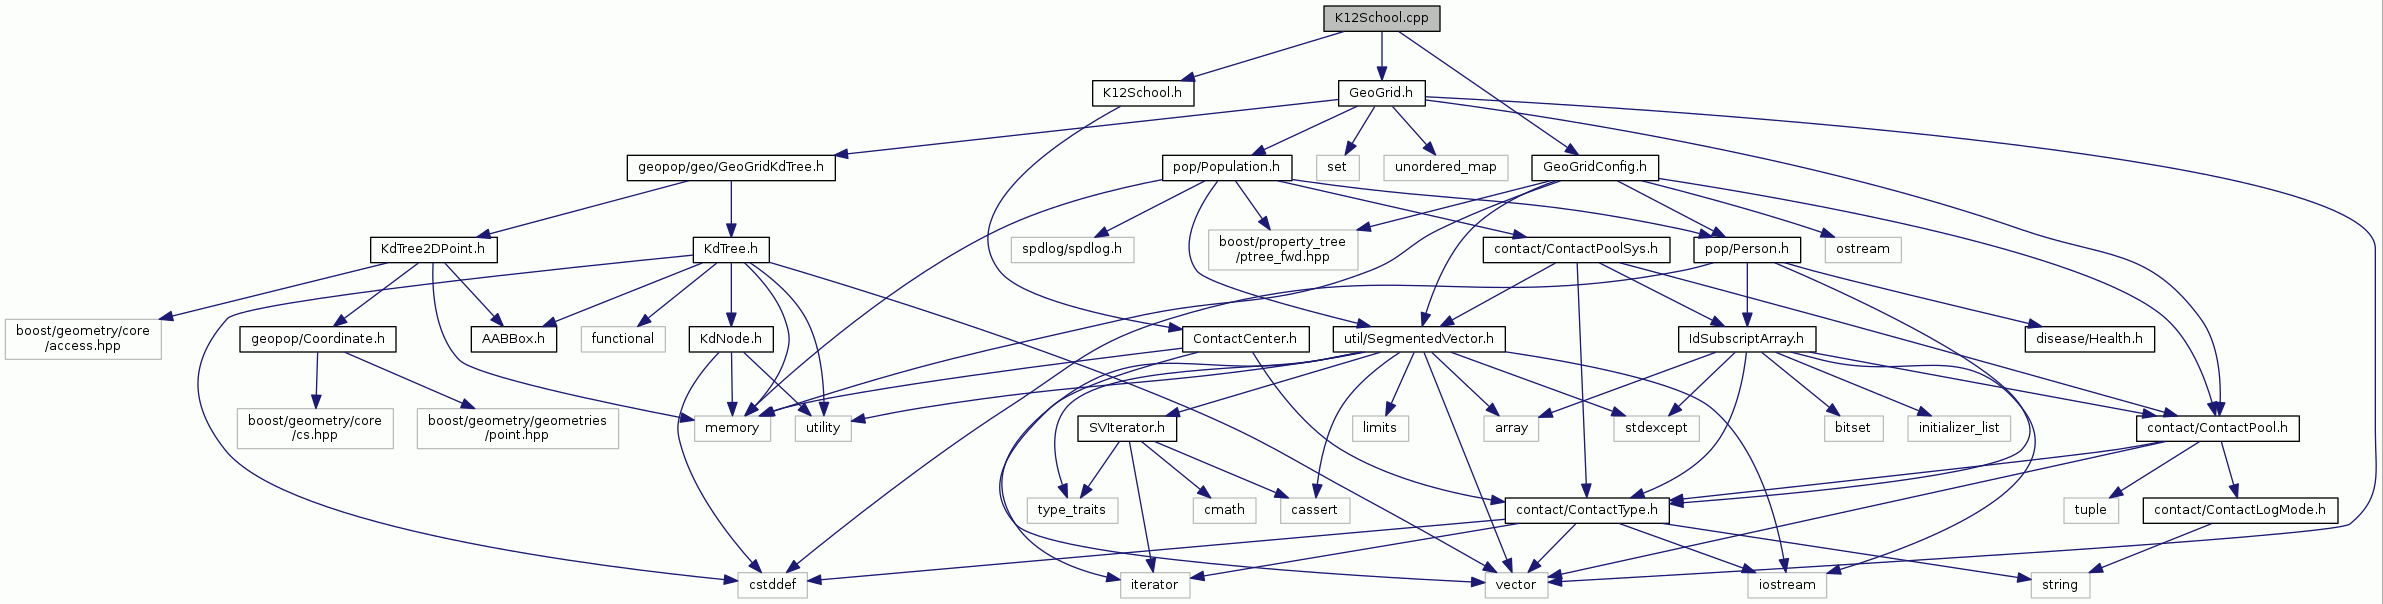 K12School.cpp
K12School.h
GeoGrid.h
geopop/geo/GeoGridKdTree.h
pop/Population.h
set
unordered_map
GeoGridConfig.h
KdTree2DPoint.h
KdTree.h
spdlog/spdlog.h
boost/property_tree
/ptree_fwd.hpp
contact/ContactPoolSys.h
pop/Person.h
ostream
boost/geometry/core
/access.hpp
geopop/Coordinate.h
AABBox.h
functional
KdNode.h
ContactCenter.h
util/SegmentedVector.h
IdSubscriptArray.h
disease/Health.h
boost/geometry/core
/cs.hpp
boost/geometry/geometries
/point.hpp
memory
utility
SVIterator.h
limits
array
stdexcept
bitset
initializer_list
contact/ContactPool.h
type_traits
cmath
cassert
contact/ContactType.h
tuple
contact/ContactLogMode.h
cstddef
iterator
vector
iostream
string